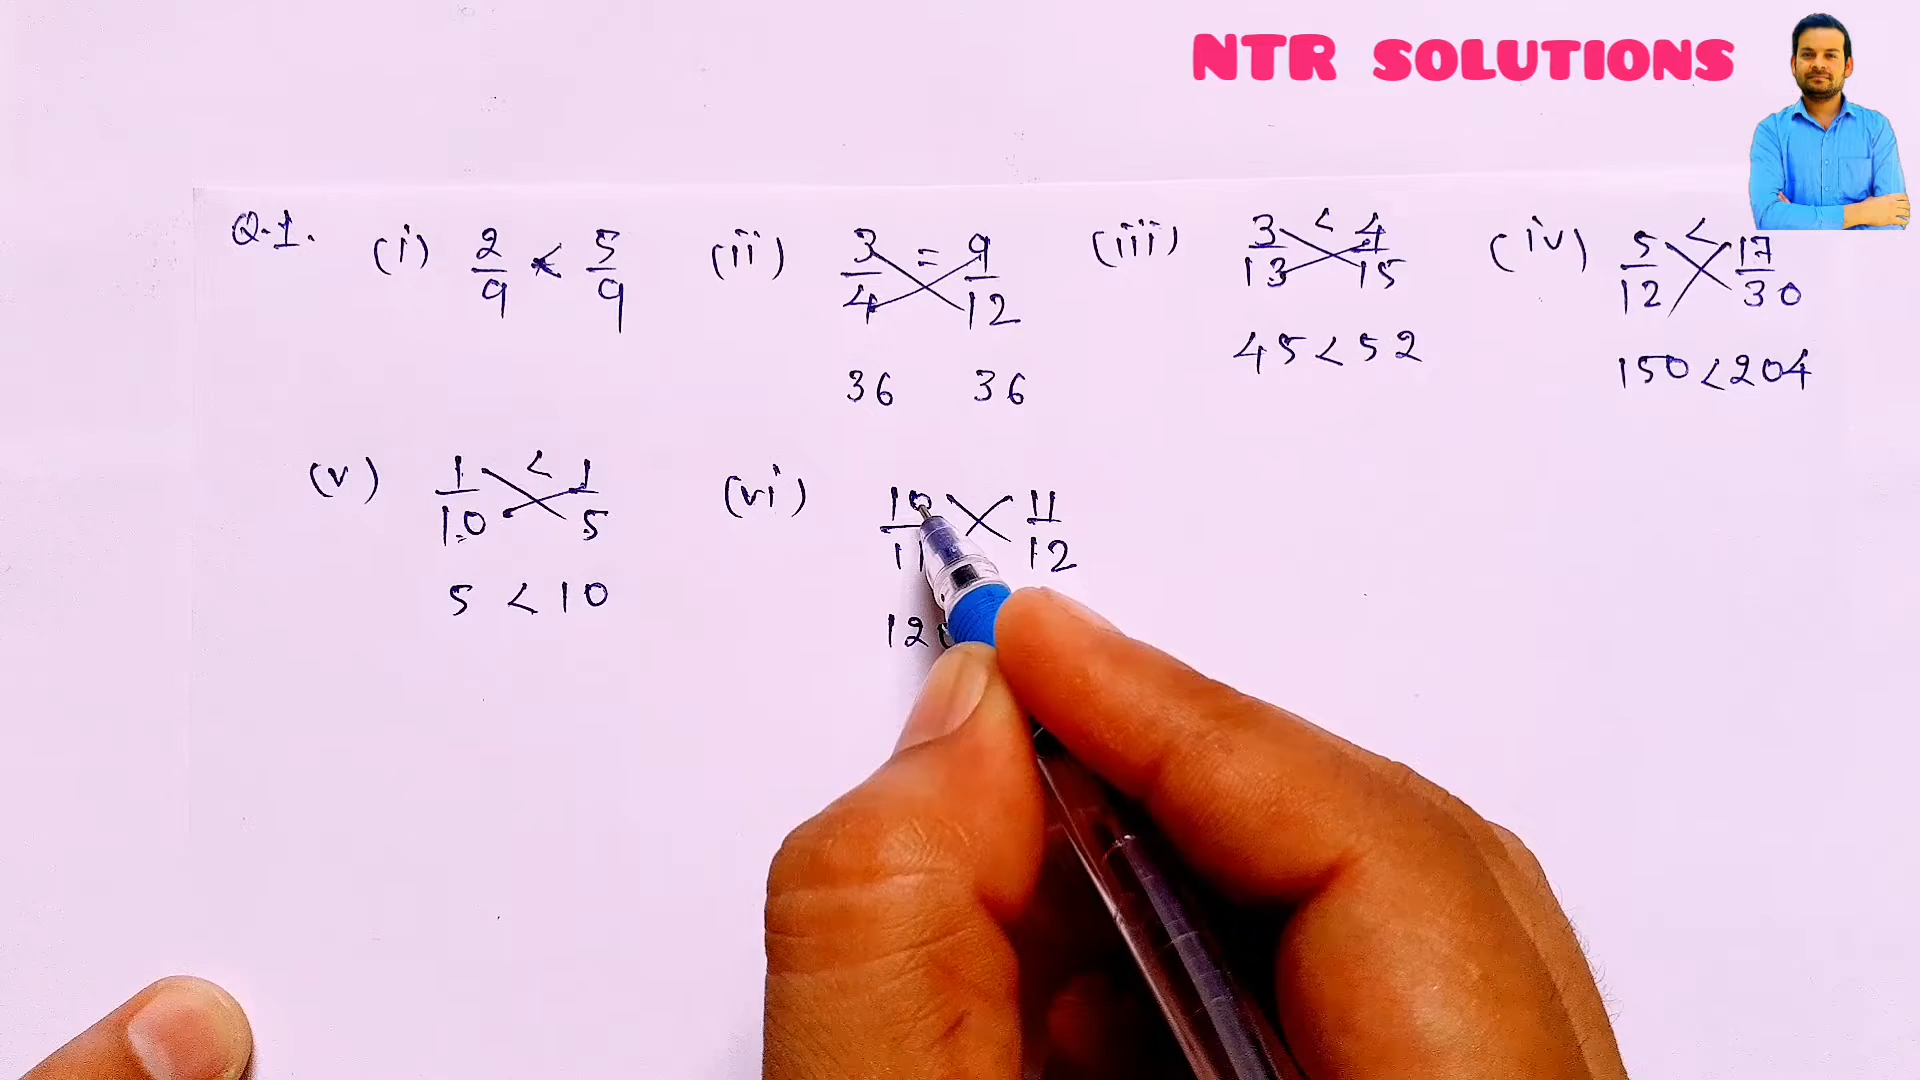 NTR SOLUTIONS
Q.1. (i) 2/9 < 5/9 (ii) 3/4 = 9/12 (iii) 3/13 < 4/15 (iv) 5/12 < 17/30
36 36 45 < 52 150 < 204
(v) 1/10 < 1/5 (vi) 10/11 11/12
5 < 10 120